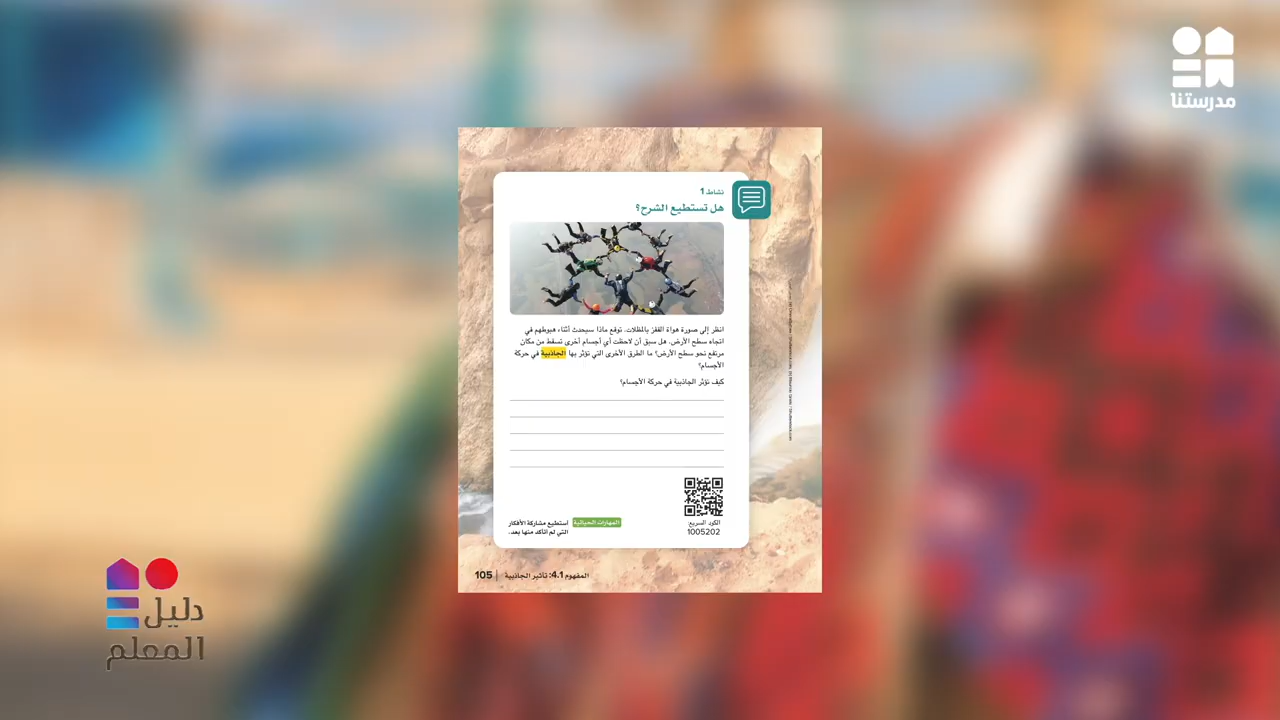 مدرستنا
نشاط 1
هل تستطيع الشرح؟
انظر إلى صورة هواة القفز بالمظلات. توقع ماذا سيحدث أثناء هبوطهم في
اتجاه سطح الأرض. هل سبق أن لاحظت أي أجسام أخرى تسقط من مكان
مرتفع نحو سطح الأرض؟ ما الطرق الأخرى التي تؤثر بها الجاذبية في حركة
الأجسام؟
كيف تؤثر الجاذبية في حركة الأجسام؟
الكود السريع:
1005202
المهارات الحياتية أستطيع مشاركة الأفكار
التي لم أتأكد منها بعد.
المفهوم 4.1: تأثير الجاذبية | 105
دليل
المعلم